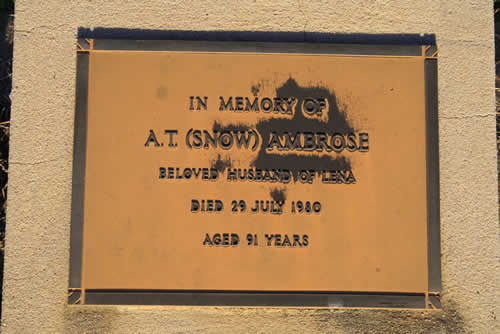 IN MEMORY OF
A.T. (SNOW) AMBROSE
BELOVED HUSBAND OF LENA
DIED 29 JULY 1980
AGED 91 YEARS